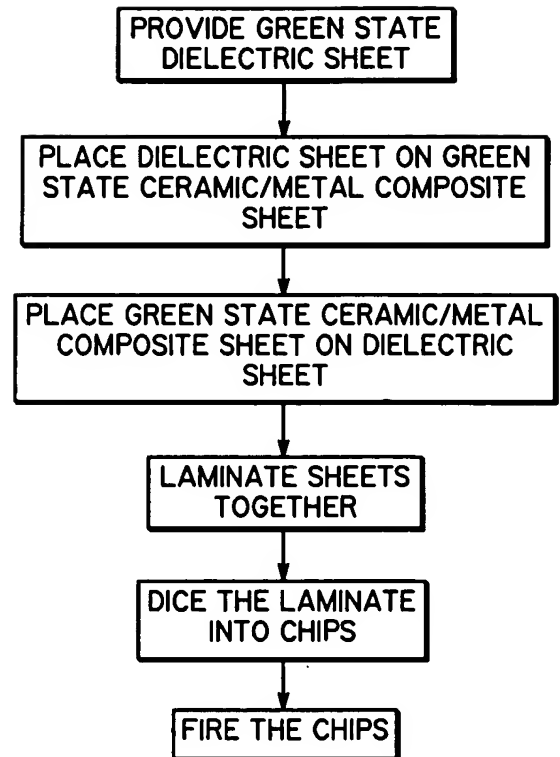 PROVIDE GREEN STATE
DIELECTRIC SHEET
PLACE DIELECTRIC SHEET ON GREEN
STATE CERAMIC/METAL COMPOSITE
SHEET
PLACE GREEN STATE CERAMIC/METAL
COMPOSITE SHEET ON DIELECTRIC
SHEET
LAMINATE SHEETS
TOGETHER
DICE THE LAMINATE
INTO CHIPS
FIRE THE CHIPS